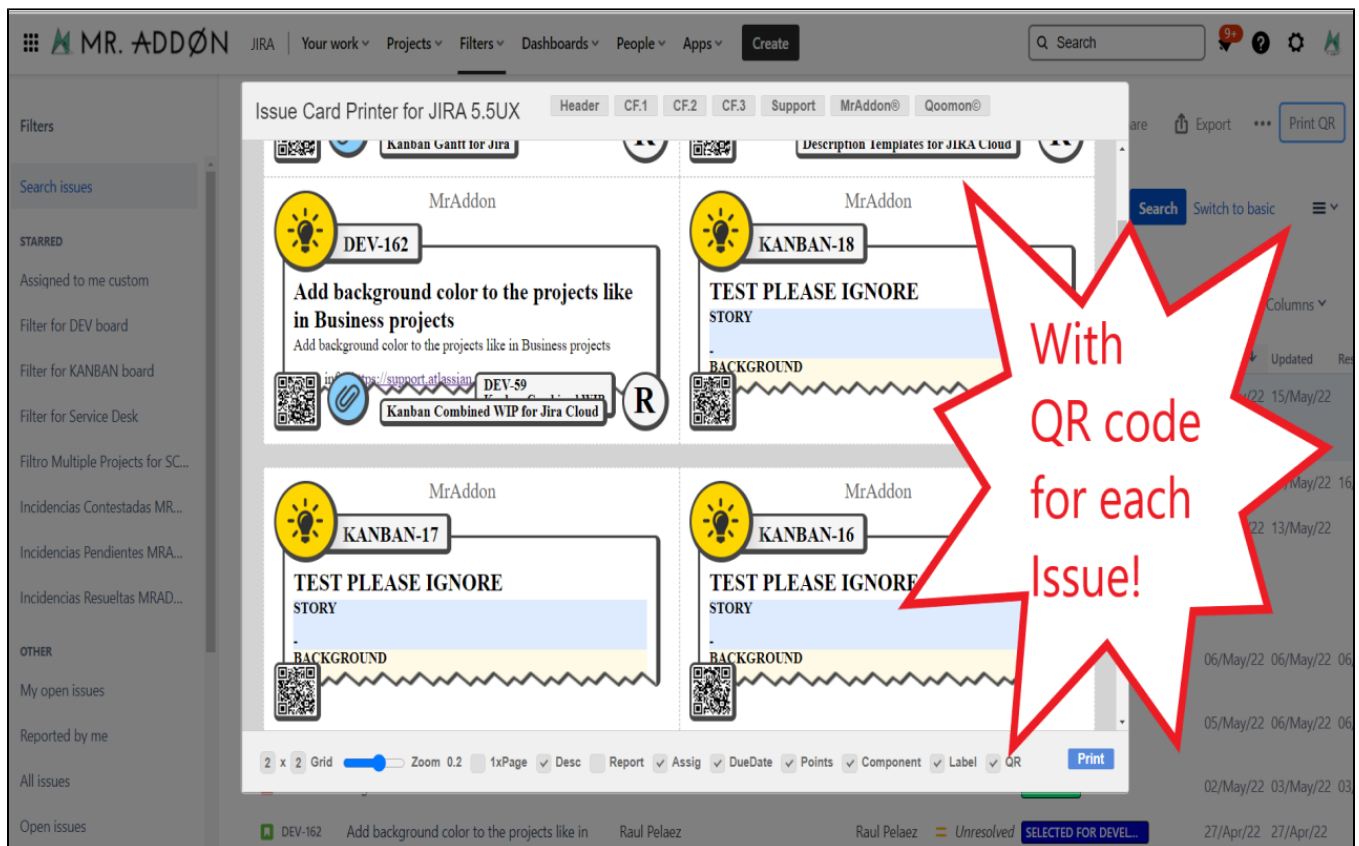 MR. ADDØN
JIRA
Your work
Projects
Filters
Dashboards
People
Apps
Create
Search
9+
Filters
Search issues
STARRED
Assigned to me custom
Filter for DEV board
Filter for KANBAN board
Filter for Service Desk
Filtro Multiple Projects for SC...
Incidencias Contestadas MR...
Incidencias Pendientes MRA...
Incidencias Resueltas MRAD...
OTHER
My open issues
Reported by me
All issues
Open issues
Issue Card Printer for JIRA 5.5UX
Header CF.1 CF.2 CF.3 Support MrAddon® Qoomon©
Export
Print QR
Search
Switch to basic
Columns
Updated
Kanban Gantt for Jira
Description Templates for JIRA Cloud
MrAddon
DEV-162
Add background color to the projects like
in Business projects
Add background color to the projects like in Business projects
DEV-59
Kanban Combined WIP for Jira Cloud
R
MrAddon
KANBAN-18
TEST PLEASE IGNORE
STORY
-
BACKGROUND
MrAddon
KANBAN-17
TEST PLEASE IGNORE
STORY
-
BACKGROUND
MrAddon
KANBAN-16
TEST PLEASE IGNORE
STORY
-
BACKGROUND
With
QR code
for each
Issue!
15/May/22
13/May/22
06/May/22 06/May/22
05/May/22 06/May/22
02/May/22 03/May/22
2 x 2 Grid Zoom 0.2 1xPage Desc Report Assig DueDate Points Component Label QR
Print
DEV-162 Add background color to the projects like in Raul Pelaez Raul Pelaez Unresolved SELECTED FOR DEVEL... 27/Apr/22 27/Apr/22